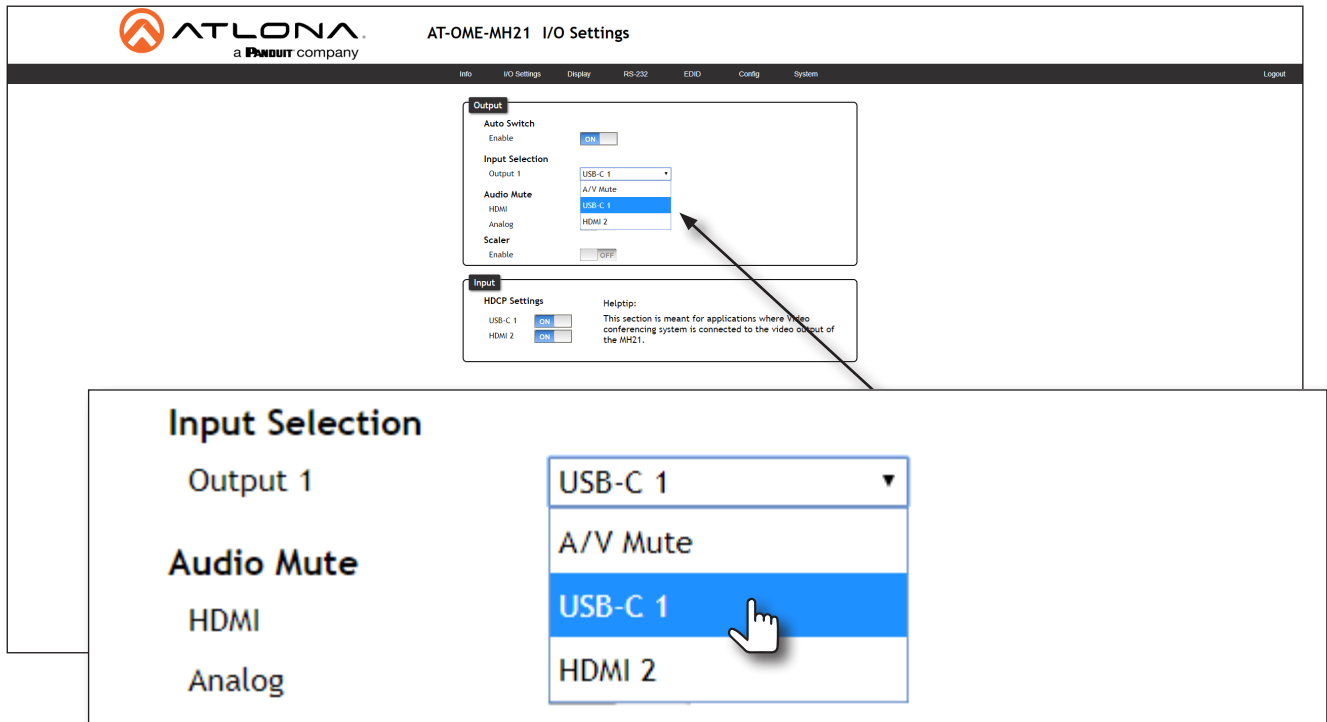 ATLONA.
a PANDUIT company
AT-OME-MH21 I/O Settings
Info I/O Settings Display RS-232 EDID Config System Logout
Output
Auto Switch
Enable ON
Input Selection
Output 1 USB-C 1
A/V Mute
Audio Mute
HDMI USB-C 1
Analog HDMI 2
Scaler
Enable OFF
Input
HDCP Settings Helptip:
USB-C 1 ON This section is meant for applications where Video
HDMI 2 ON conferencing system is connected to the video output of
the MH21.
Input Selection
Output 1 USB-C 1
A/V Mute
Audio Mute
HDMI USB-C 1
Analog HDMI 2